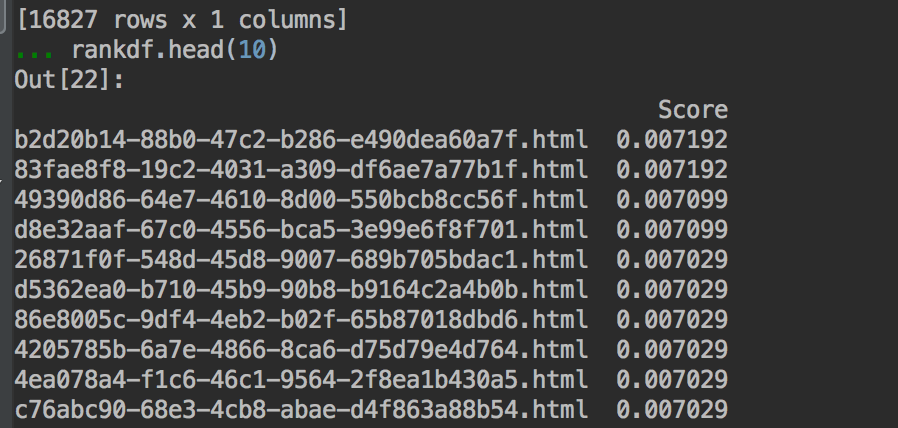 [16827 rows x 1 columns]
... rankdf.head(10)
Out[22]:
Score
b2d20b14-88b0-47c2-b286-e490dea60a7f.html 0.007192
83fae8f8-19c2-4031-a309-df6ae7a77b1f.html 0.007192
49390d86-64e7-4610-8d00-550bcb8cc56f.html 0.007099
d8e32aaf-67c0-4556-bca5-3e99e6f8f701.html 0.007099
26871f0f-548d-45d8-9007-689b705bdac1.html 0.007029
d5362ea0-b710-45b9-90b8-b9164c2a4b0b.html 0.007029
86e8005c-9df4-4eb2-b02f-65b87018dbd6.html 0.007029
4205785b-6a7e-4866-8ca6-d75d79e4d764.html 0.007029
4ea078a4-f1c6-46c1-9564-2f8ea1b430a5.html 0.007029
c76abc90-68e3-4cb8-abae-d4f863a88b54.html 0.007029